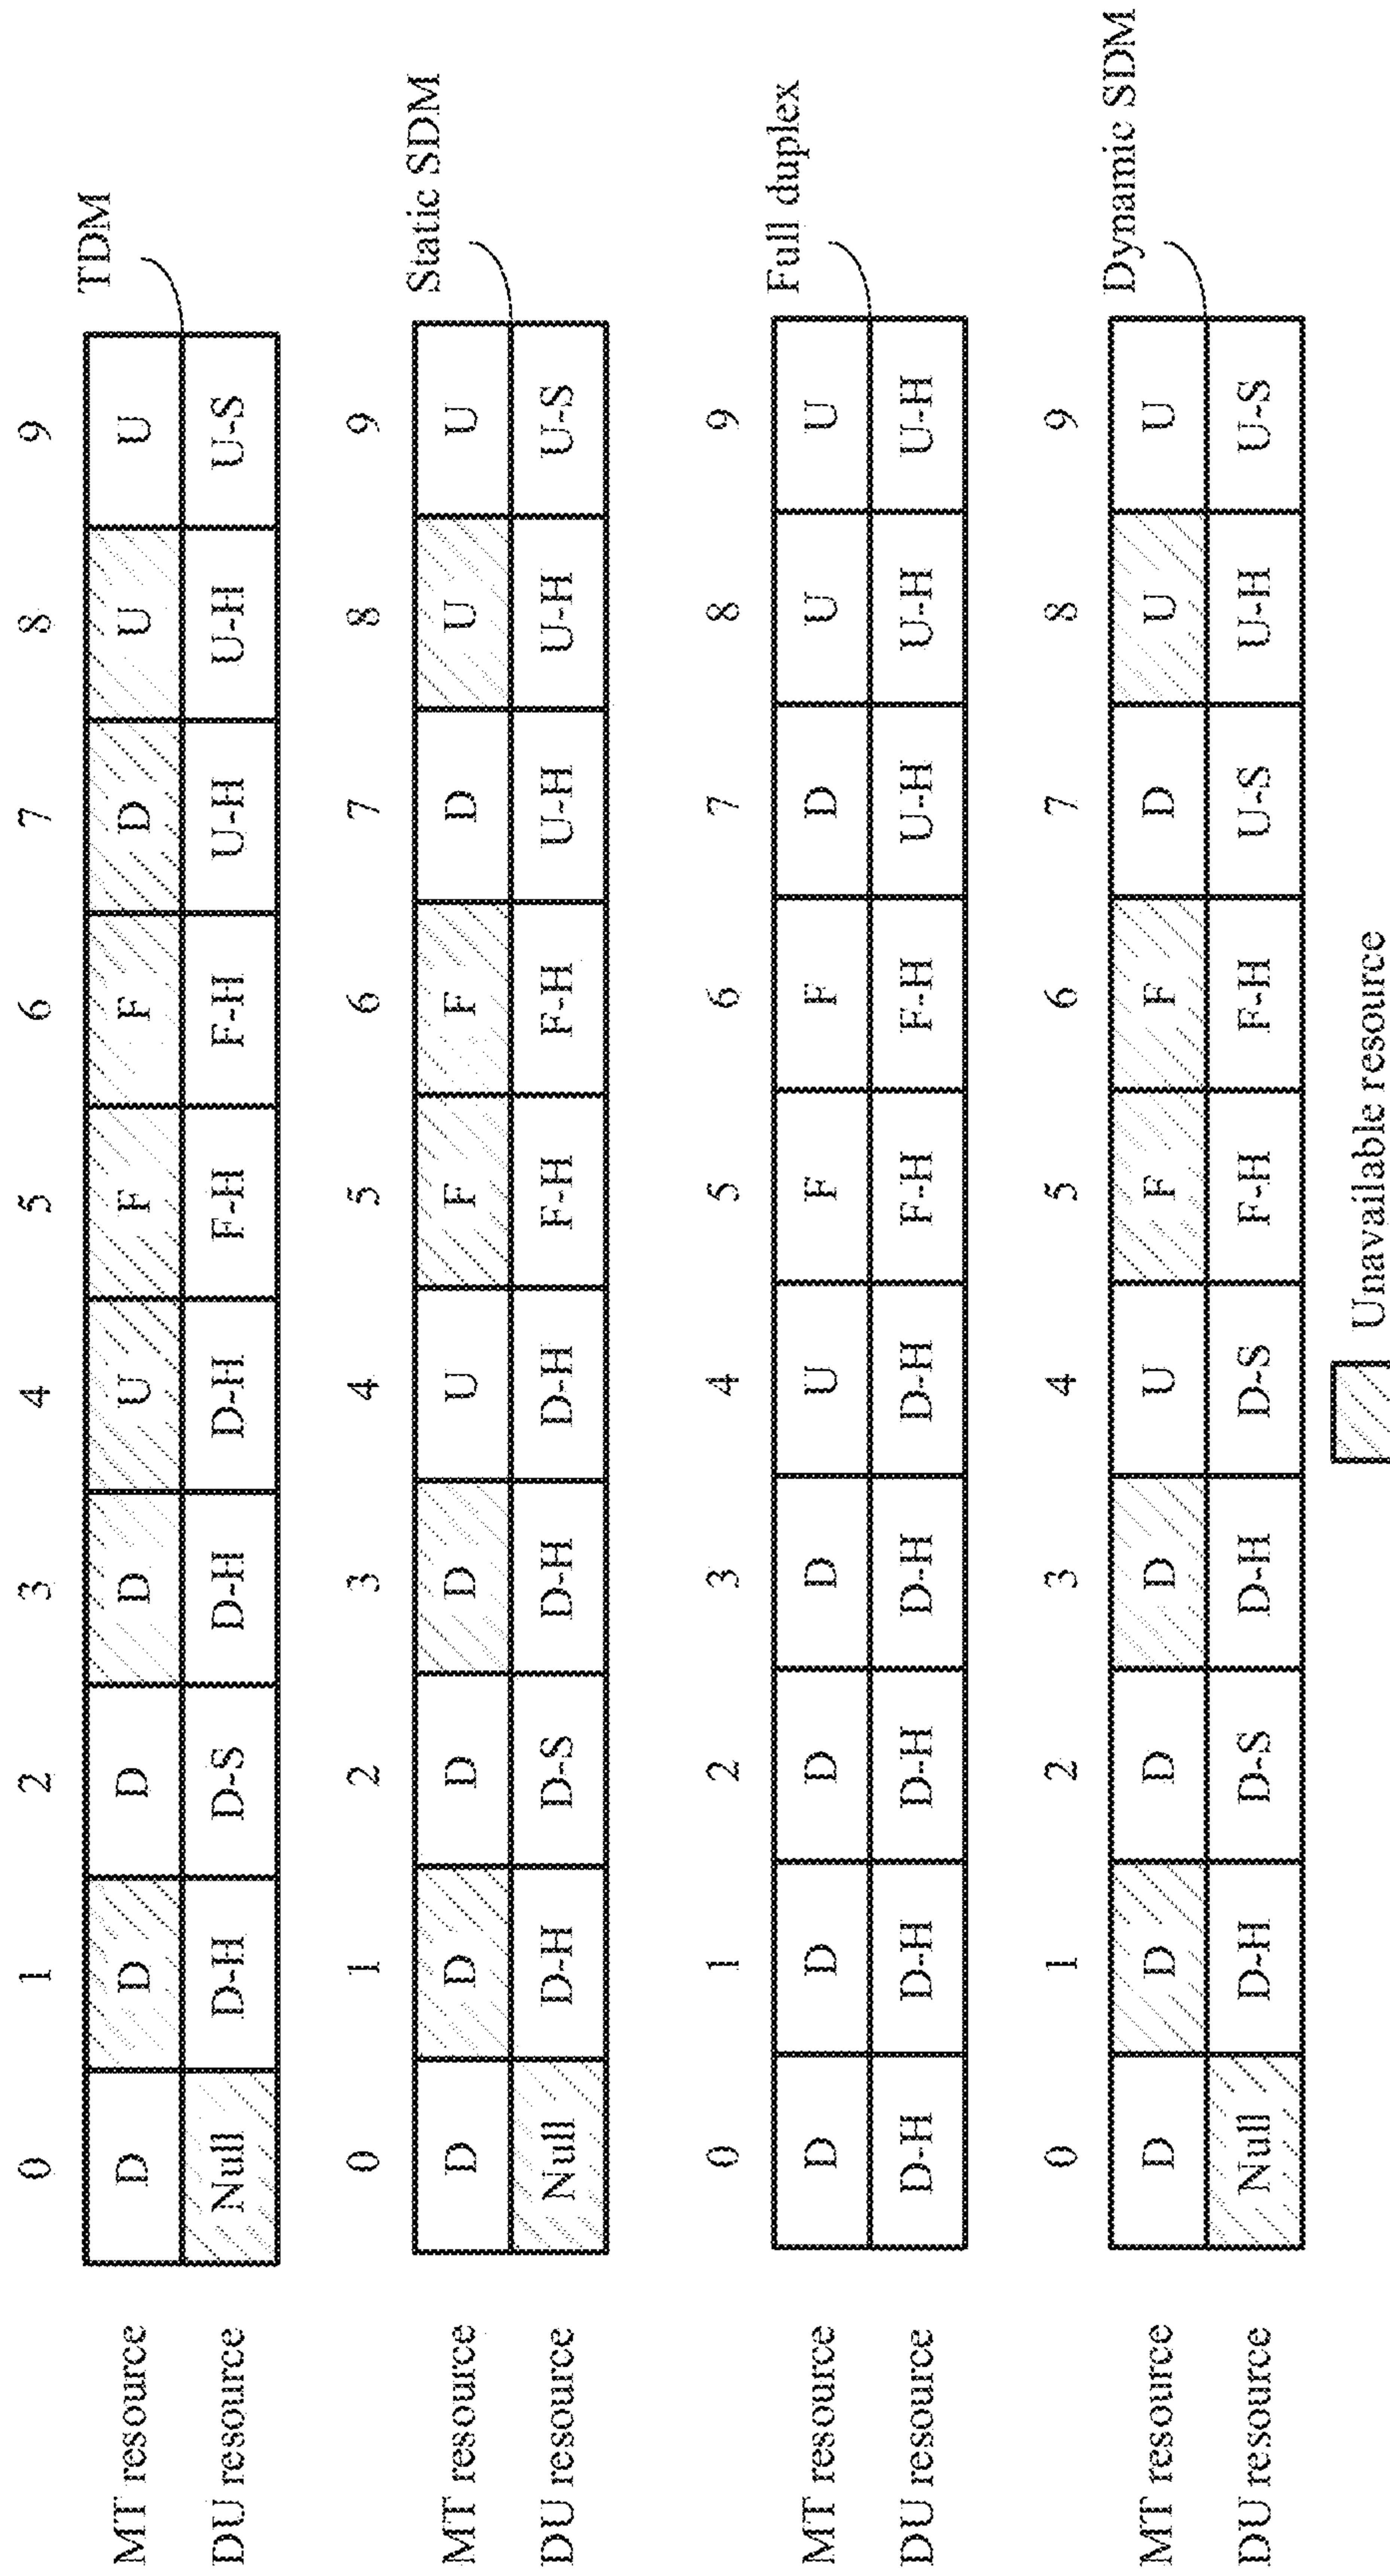 0 1 2 3 4 5 6 7 8 9
TDM
MT resource D D D D U F F D U U
DU resource Null D-H D-S D-H D-H F-H F-H U-H U-H U-S
0 1 2 3 4 5 6 7 8 9
Static SDM
MT resource D D D D U F F D U U
DU resource Null D-H D-S D-H D-H F-H F-H U-H U-H U-S
0 1 2 3 4 5 6 7 8 9
Full duplex
MT resource D D D D U F F D U U
DU resource D-H D-H D-H D-H D-H F-H F-H U-H U-H U-H
0 1 2 3 4 5 6 7 8 9
Dynamic SDM
MT resource D D D D U F F D U U
DU resource Null D-H D-S D-H D-S F-H F-H U-S U-H U-S
Unavailable resource